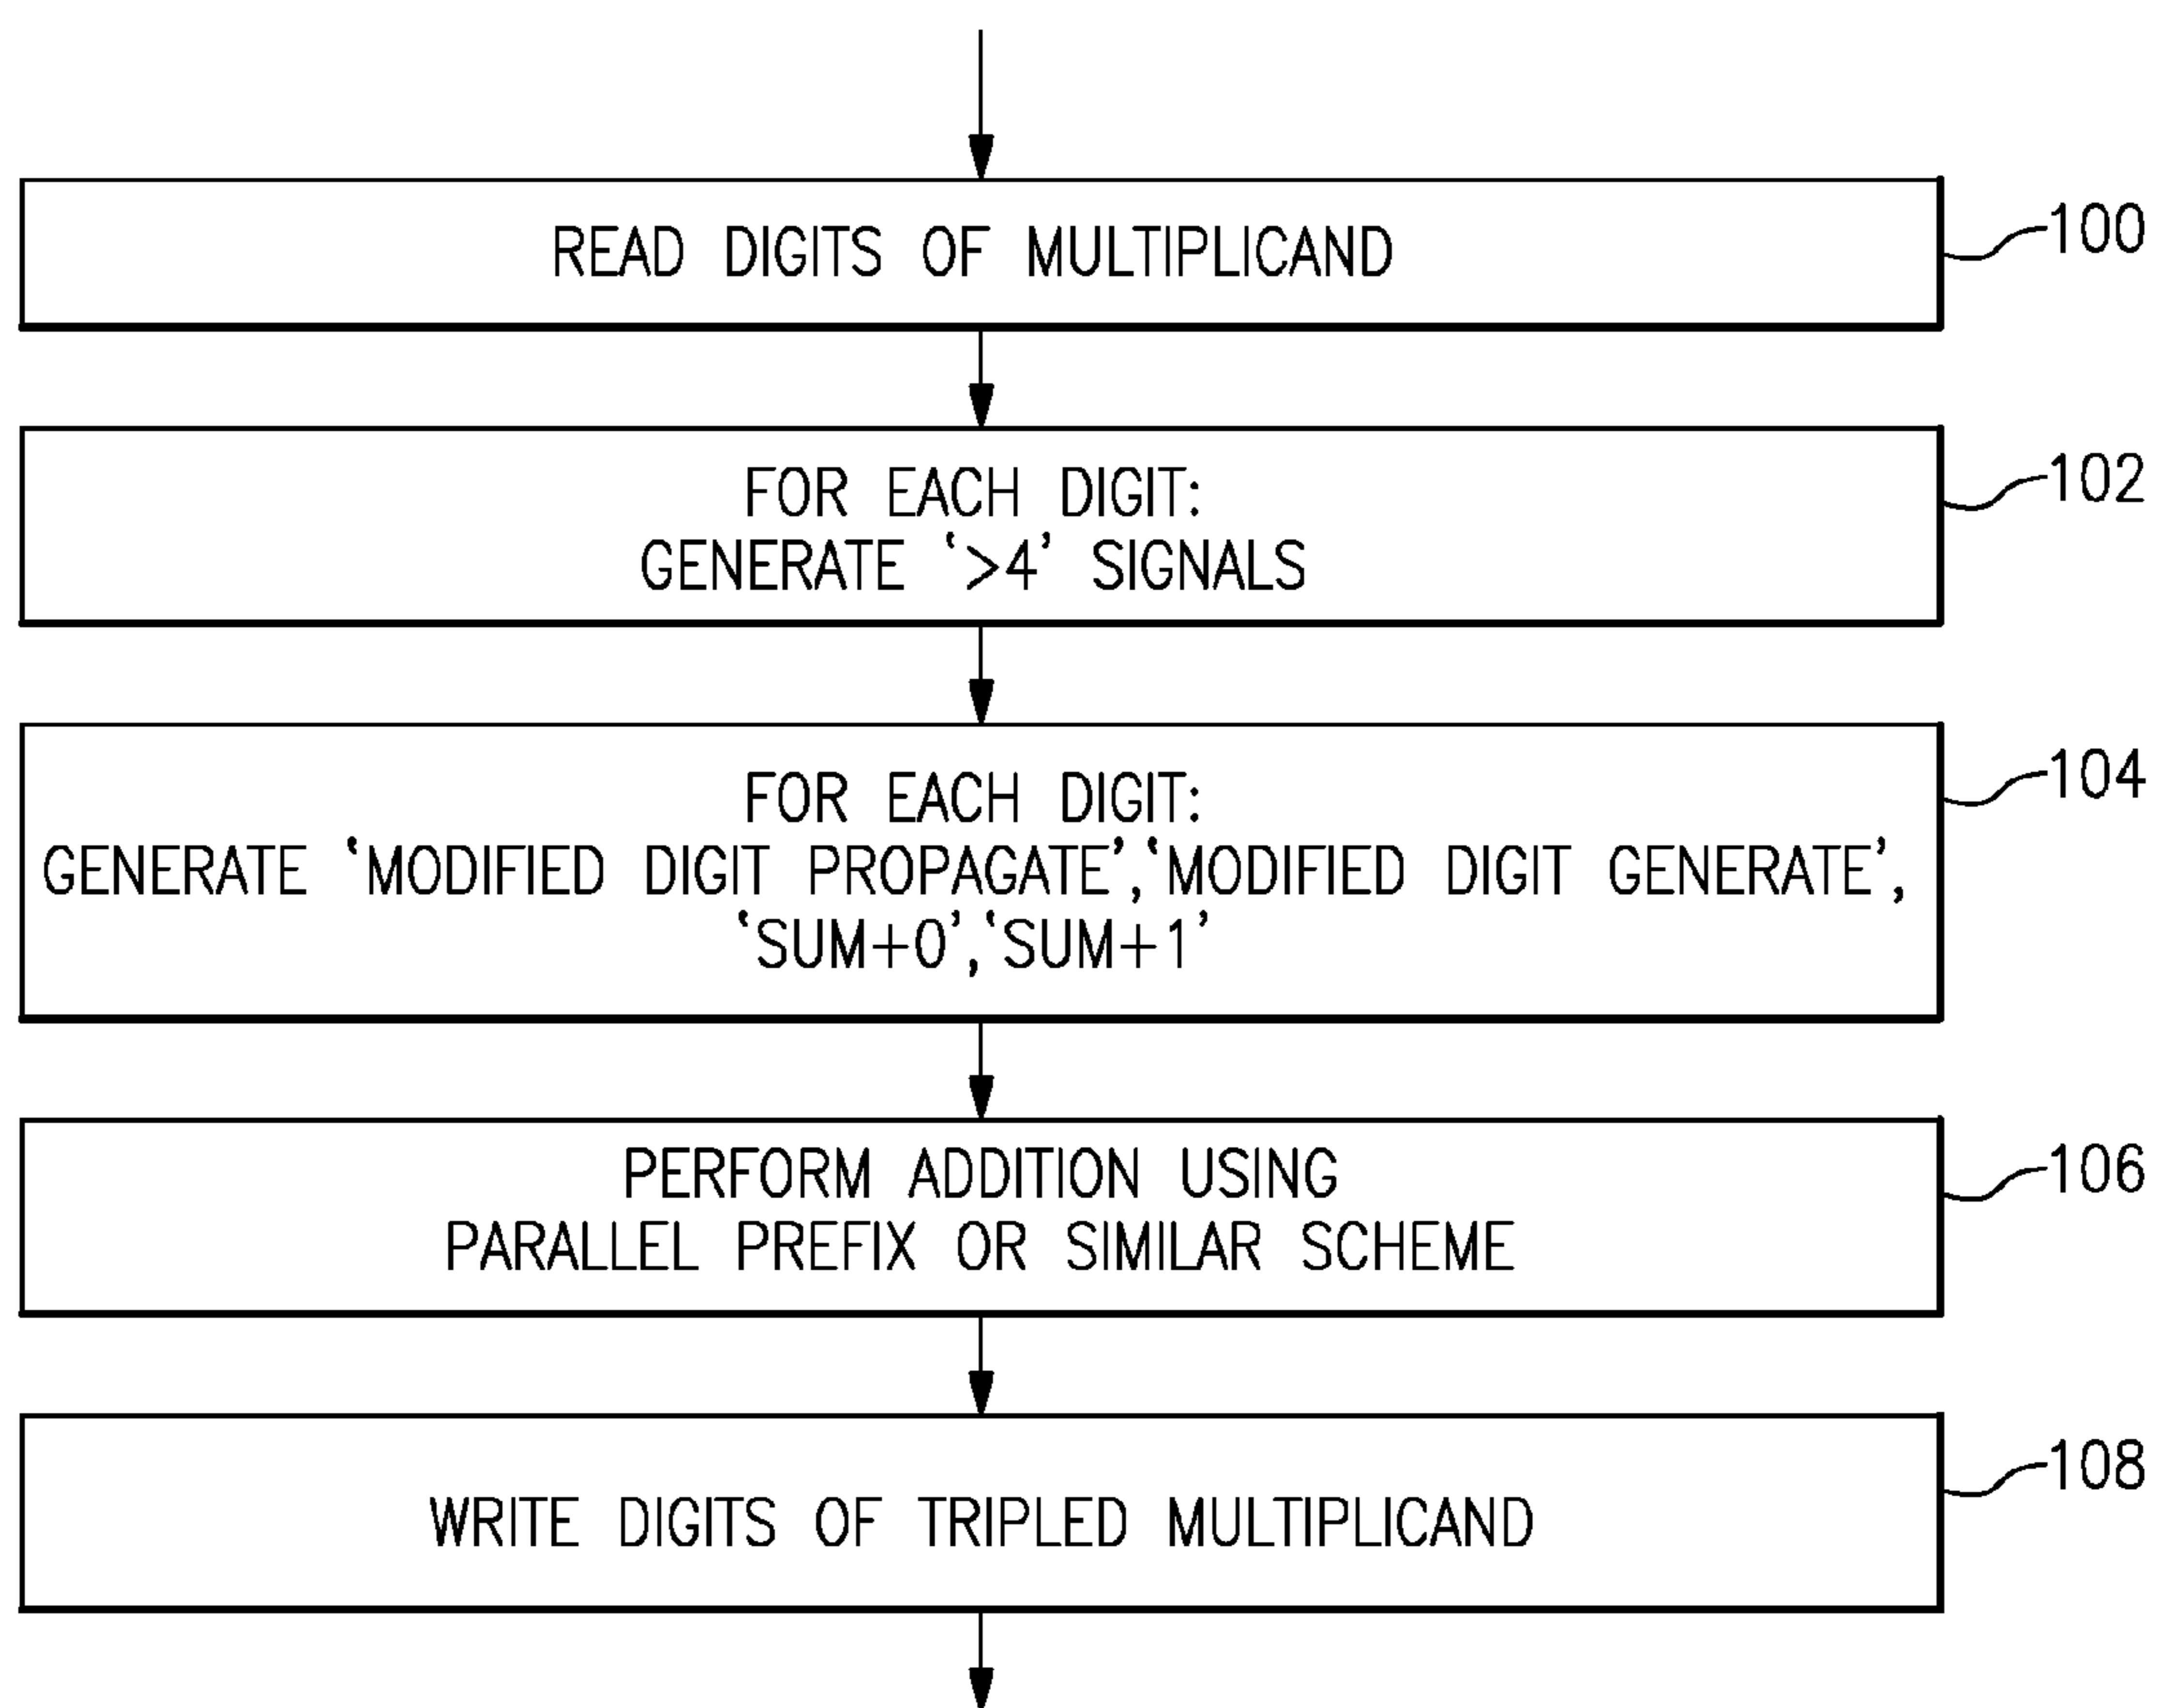 READ DIGITS OF MULTIPLICAND
100
FOR EACH DIGIT:
GENERATE ‘>4’ SIGNALS
102
FOR EACH DIGIT:
GENERATE ‘MODIFIED DIGIT PROPAGATE’,‘MODIFIED DIGIT GENERATE’,
‘SUM+0’,‘SUM+1’
104
PERFORM ADDITION USING
PARALLEL PREFIX OR SIMILAR SCHEME
106
WRITE DIGITS OF TRIPLED MULTIPLICAND
108